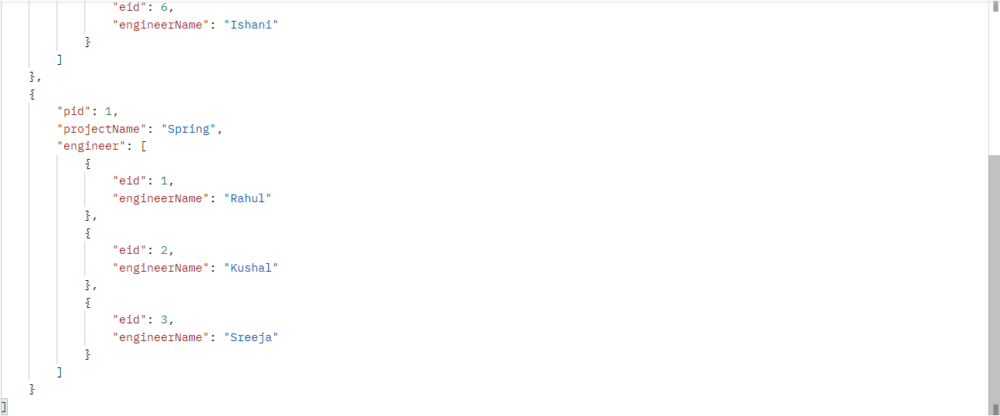 "eid": 6,
"engineerName": "Ishani"
}
]
},
{
"pid": 1,
"projectName": "Spring",
"engineer": [
{
"eid": 1,
"engineerName": "Rahul"
},
{
"eid": 2,
"engineerName": "Kushal"
},
{
"eid": 3,
"engineerName": "Sreeja"
}
]
}
]